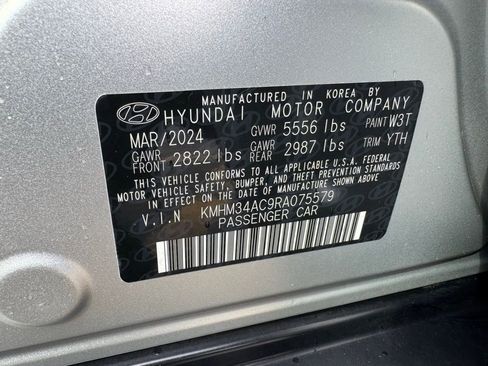 MANUFACTURED IN KOREA BY
HYUNDAI MOTOR COMPANY
MAR/2024 GVWR 5556 lbs PAINT W3T
GAWR FRONT 2822 lbs GAWR REAR 2987 lbs TRIM YTH
THIS VEHICLE CONFORMS TO ALL APPLICABLE U.S.A. FEDERAL
MOTOR VEHICLE SAFETY, BUMPER, AND THEFT PREVENTION STANDARDS
IN EFFECT ON THE DATE OF MANUFACTURE SHOWN ABOVE.
V.I.N KMHM34AC9RA075579
PASSENGER CAR